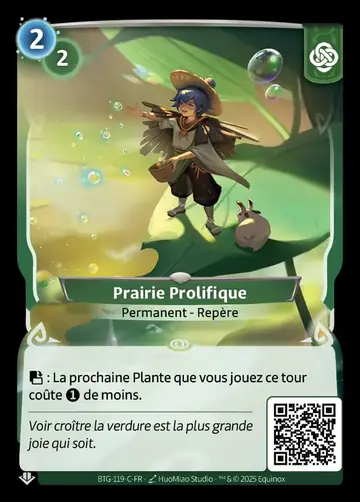 2
2
Prairie Prolifique
Permanent - Repère
: La prochaine Plante que vous jouez ce tour
coûte 1 de moins.
Voir croître la verdure est la plus grande
joie qui soit.
BTG-119-C-FR - HuoMiao Studio - ™ & © 2025 Equinox